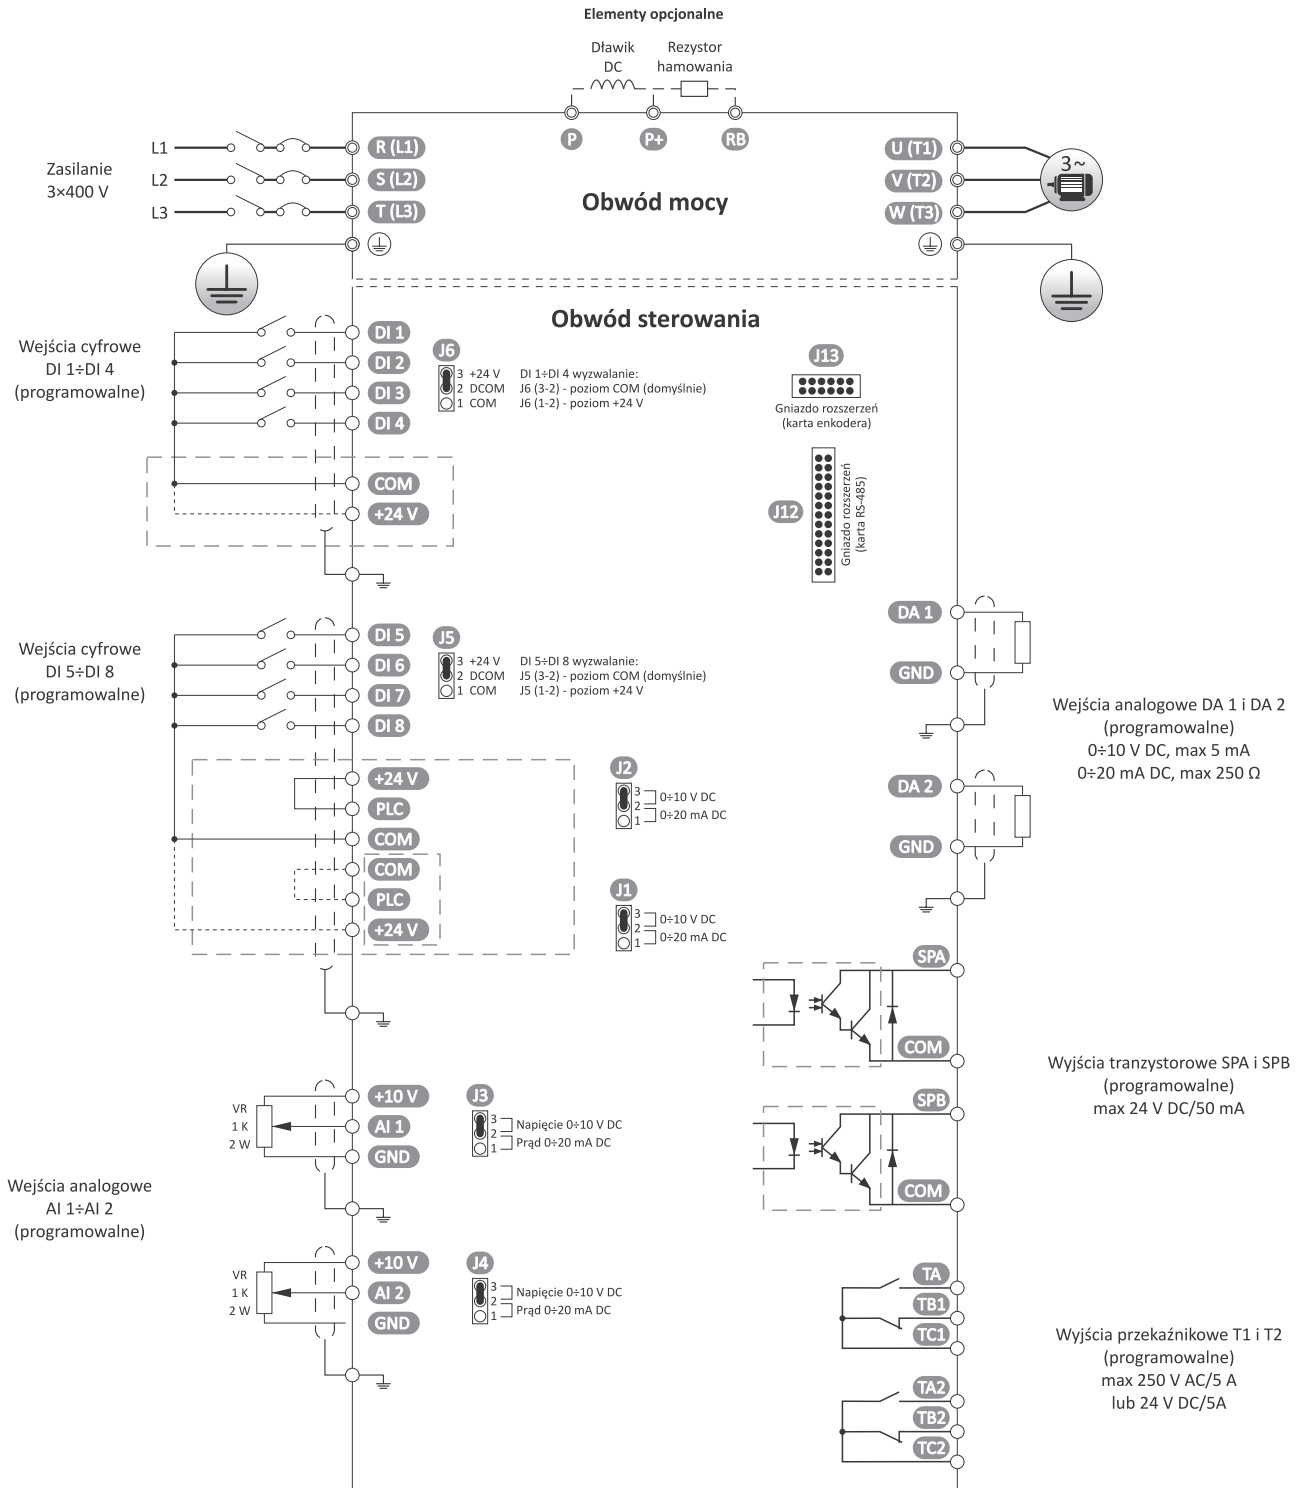 Elementy opcjonalne
Dławik
DC
Rezystor
hamowania
P
P+
RB
Zasilanie
3×400 V
L1
L2
L3
R (L1)
S (L2)
T (L3)
Obwód mocy
U (T1)
V (T2)
W (T3)
3~
Obwód sterowania
Wejścia cyfrowe
DI 1÷DI 4
(programowalne)
DI 1
DI 2
DI 3
DI 4
COM
+24 V
J6
3 +24 V
2 DCOM
1 COM
DI 1÷DI 4 wyzwalanie:
J6 (3-2) - poziom COM (domyślnie)
J6 (1-2) - poziom +24 V
J13
Gniazdo rozszerzeń
(karta enkodera)
J12
Gniazdo rozszerzeń
(karta RS-485)
Wejścia cyfrowe
DI 5÷DI 8
(programowalne)
DI 5
DI 6
DI 7
DI 8
+24 V
PLC
COM
COM
PLC
+24 V
J5
3 +24 V
2 DCOM
1 COM
DI 5÷DI 8 wyzwalanie:
J5 (3-2) - poziom COM (domyślnie)
J5 (1-2) - poziom +24 V
J2
3
2
1
0÷10 V DC
0÷20 mA DC
J1
3
2
1
0÷10 V DC
0÷20 mA DC
DA 1
GND
DA 2
GND
Wejścia analogowe DA 1 i DA 2
(programowalne)
0÷10 V DC, max 5 mA
0÷20 mA DC, max 250 Ω
SPA
COM
SPB
COM
Wyjścia tranzystorowe SPA i SPB
(programowalne)
max 24 V DC/50 mA
Wejścia analogowe
AI 1÷AI 2
(programowalne)
VR
1 K
2 W
+10 V
AI 1
GND
J3
3
2
1
Napięcie 0÷10 V DC
Prąd 0÷20 mA DC
VR
1 K
2 W
+10 V
AI 2
GND
J4
3
2
1
Napięcie 0÷10 V DC
Prąd 0÷20 mA DC
TA
TB1
TC1
TA2
TB2
TC2
Wyjścia przekaźnikowe T1 i T2
(programowalne)
max 250 V AC/5 A
lub 24 V DC/5A